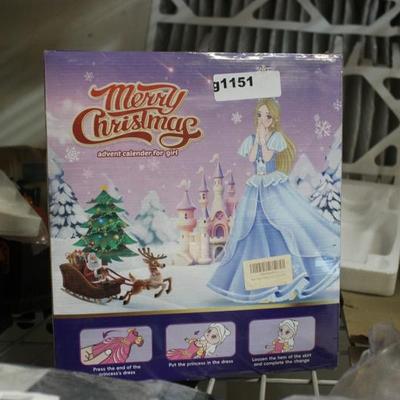 g1151
Merry
Christmas
advent calender for girl
Press the end of the
princess's dress
Put the princess in the dress
Loosen the hem of the skirt
and complete the change